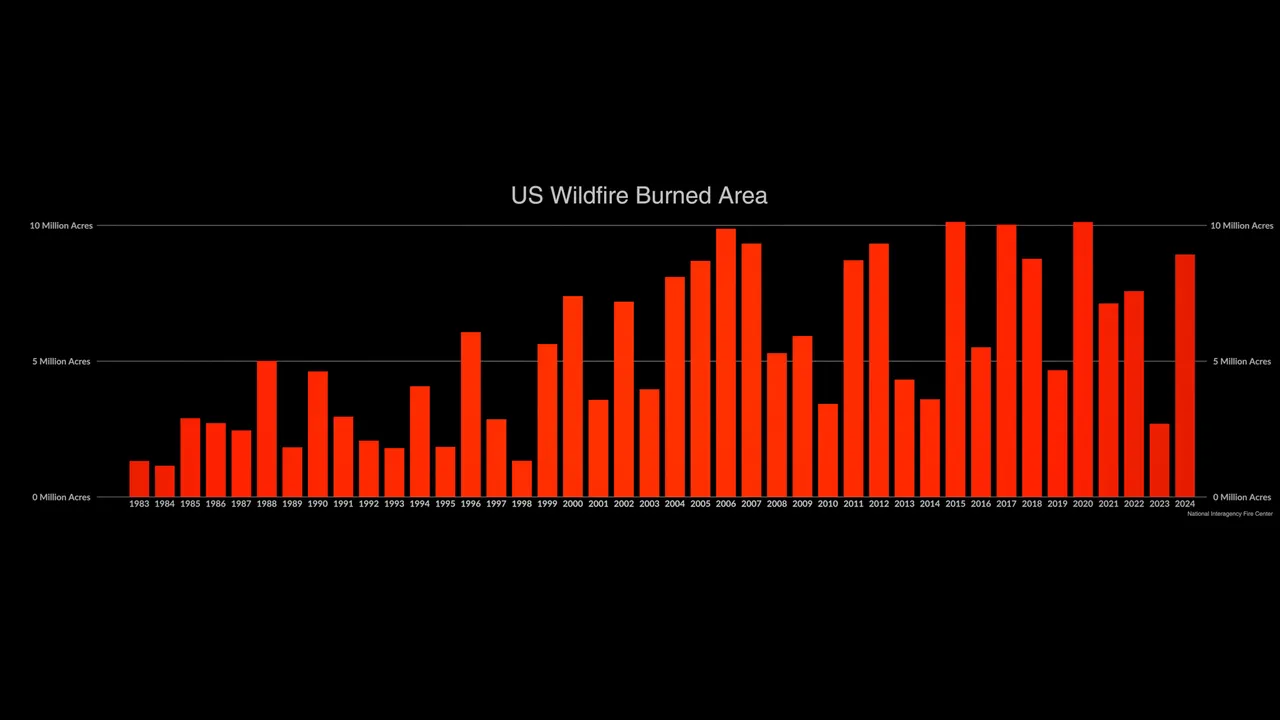 US Wildfire Burned Area
10 Million Acres 10 Million Acres
5 Million Acres 5 Million Acres
0 Million Acres 0 Million Acres
1983 1984 1985 1986 1987 1988 1989 1990 1991 1992 1993 1994 1995 1996 1997 1998 1999 2000 2001 2002 2003 2004 2005 2006 2007 2008 2009 2010 2011 2012 2013 2014 2015 2016 2017 2018 2019 2020 2021 2022 2023 2024
National Interagency Fire Center